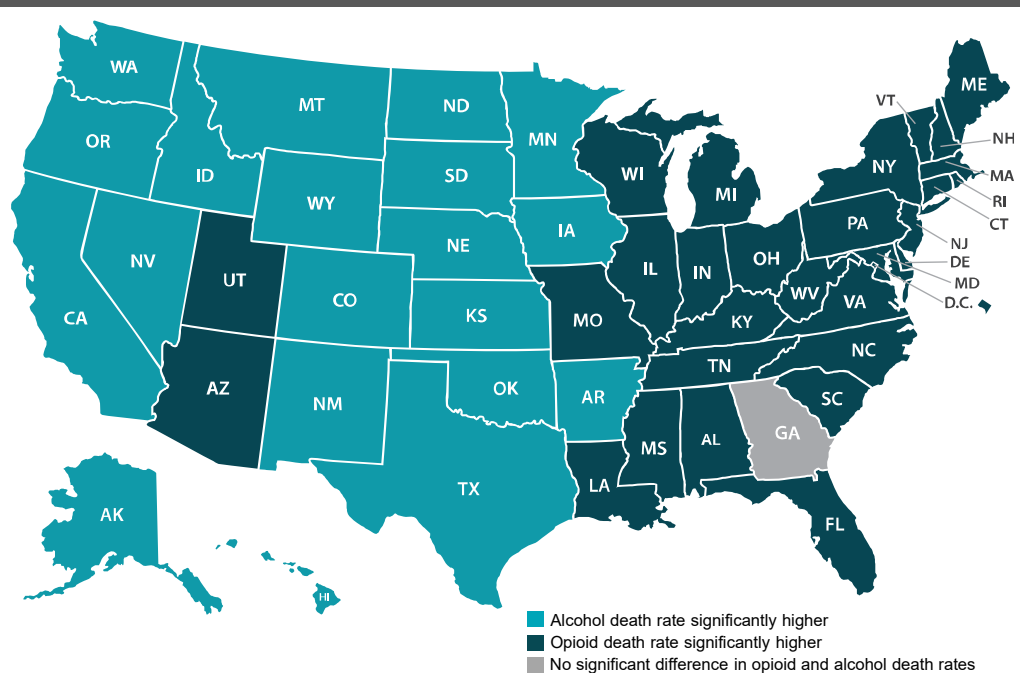 WA
MT
ND
MN
ME
VT
NH
OR
ID
SD
WI
MI
NY
MA
RI
CT
WY
IA
PA
NJ
DE
MD
D.C.
NV
UT
CO
NE
KS
IL
IN
OH
WV
VA
CA
MO
KY
NC
AZ
NM
OK
AR
TN
SC
TX
LA
MS
AL
GA
FL
AK
HI
Alcohol death rate significantly higher
Opioid death rate significantly higher
No significant difference in opioid and alcohol death rates